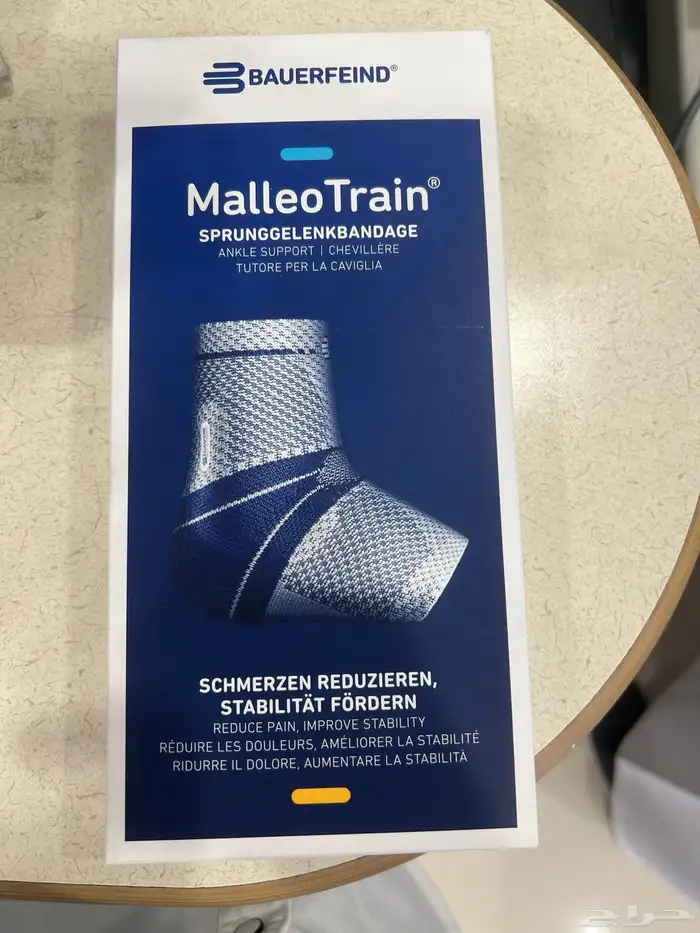 BAUERFEIND®
MalleoTrain®
SPRUNGGELENKBANDAGE
ANKLE SUPPORT | CHEVILLÈRE
TUTORE PER LA CAVIGLIA
SCHMERZEN REDUZIEREN,
STABILITÄT FÖRDERN
REDUCE PAIN, IMPROVE STABILITY
RÉDUIRE LES DOULEURS, AMÉLIORER LA STABILITÉ
RIDURRE IL DOLORE, AUMENTARE LA STABILITÀ
حراج